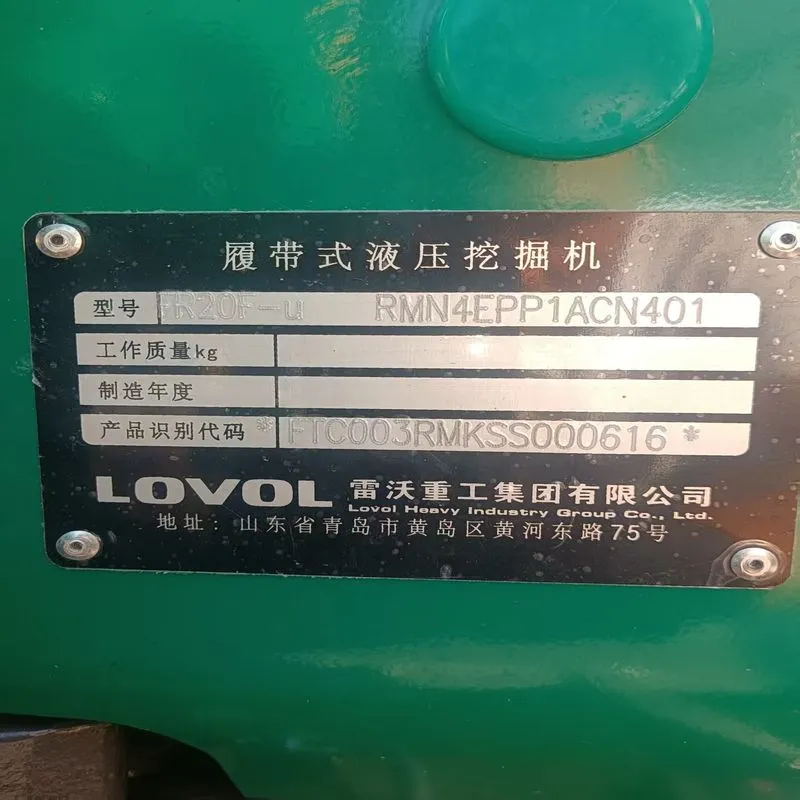 履带式液压挖掘机
型号 FR20F-u RMN4EPP1ACN401
工作质量kg
制造年度
产品识别代码 *FTC003RMKSS000616*
LOVOL 雷沃重工集团有限公司
Lovol Heavy Industry Group Co., Ltd.
地址：山东省青岛市黄岛区黄河东路75号